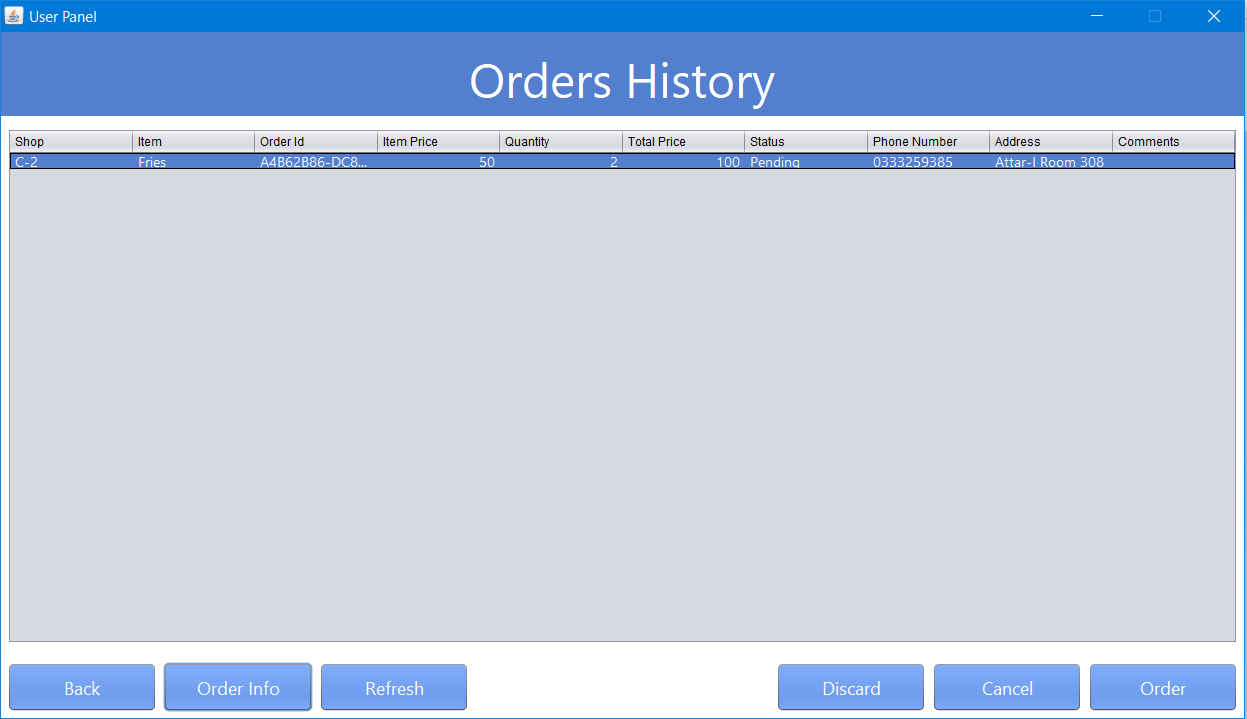 User Panel
Orders History
Shop Item Order Id Item Price Quantity Total Price Status Phone Number Address Comments
C-2 Fries A4B62B86-DC8... 50 2 100 Pending 0333259385 Attar-I Room 308
Back Order Info Refresh Discard Cancel Order